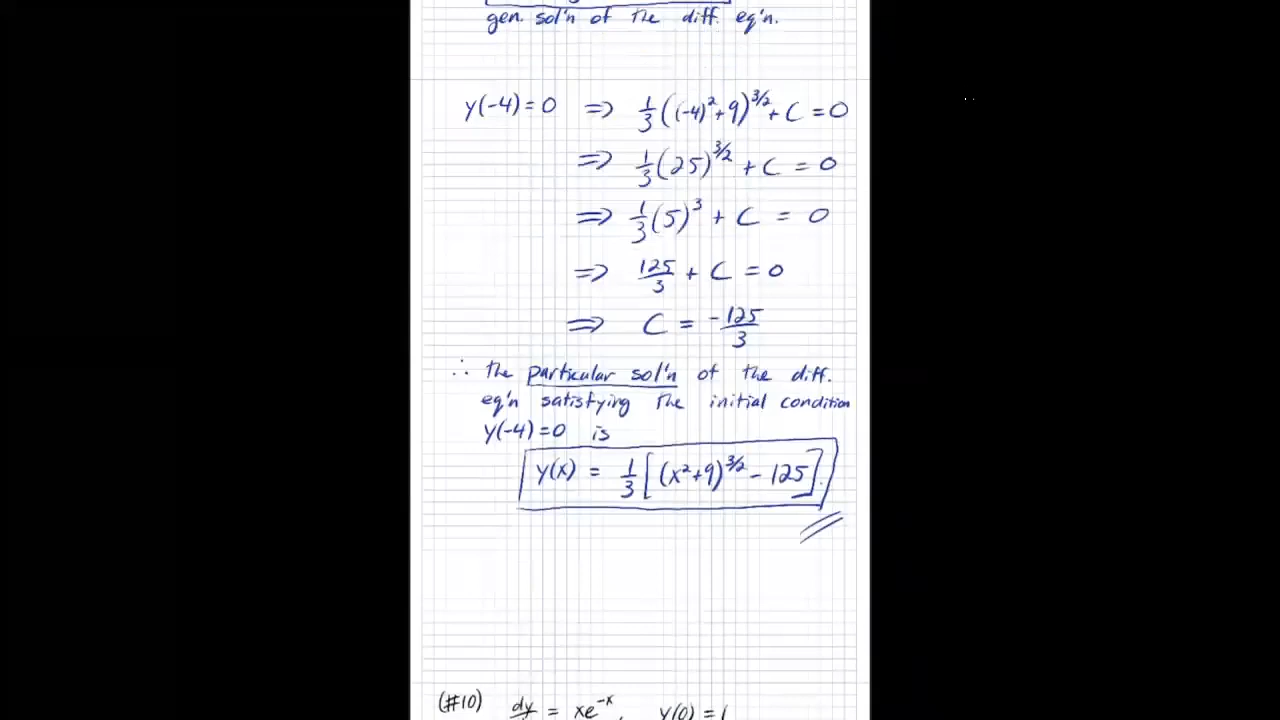 gen. sol'n of the diff. eq'n.
y(-4) = 0 ⇒ 1/3((-4)²+9)^3/2 + C = 0
⇒ 1/3(25)^3/2 + C = 0
⇒ 1/3(5)³ + C = 0
⇒ 125/3 + C = 0
⇒ C = -125/3
∴ the particular sol'n of the diff.
eq'n satisfying the initial condition
y(-4) = 0 is
y(x) = 1/3[(x²+9)^3/2 - 125].
(#10) dy/ = xe^-x, y(0) = 1